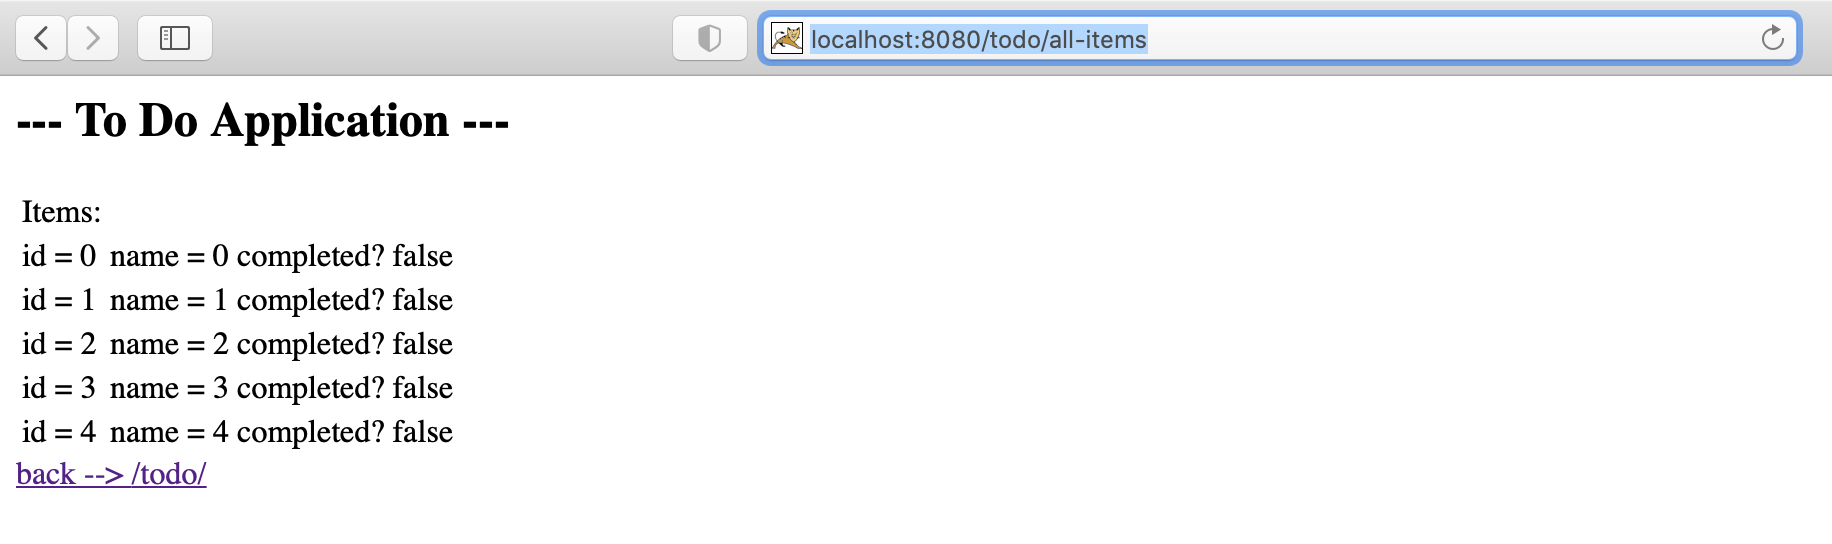 localhost:8080/todo/all-items
--- To Do Application ---
Items:
id = 0 name = 0 completed? false
id = 1 name = 1 completed? false
id = 2 name = 2 completed? false
id = 3 name = 3 completed? false
id = 4 name = 4 completed? false
back --> /todo/